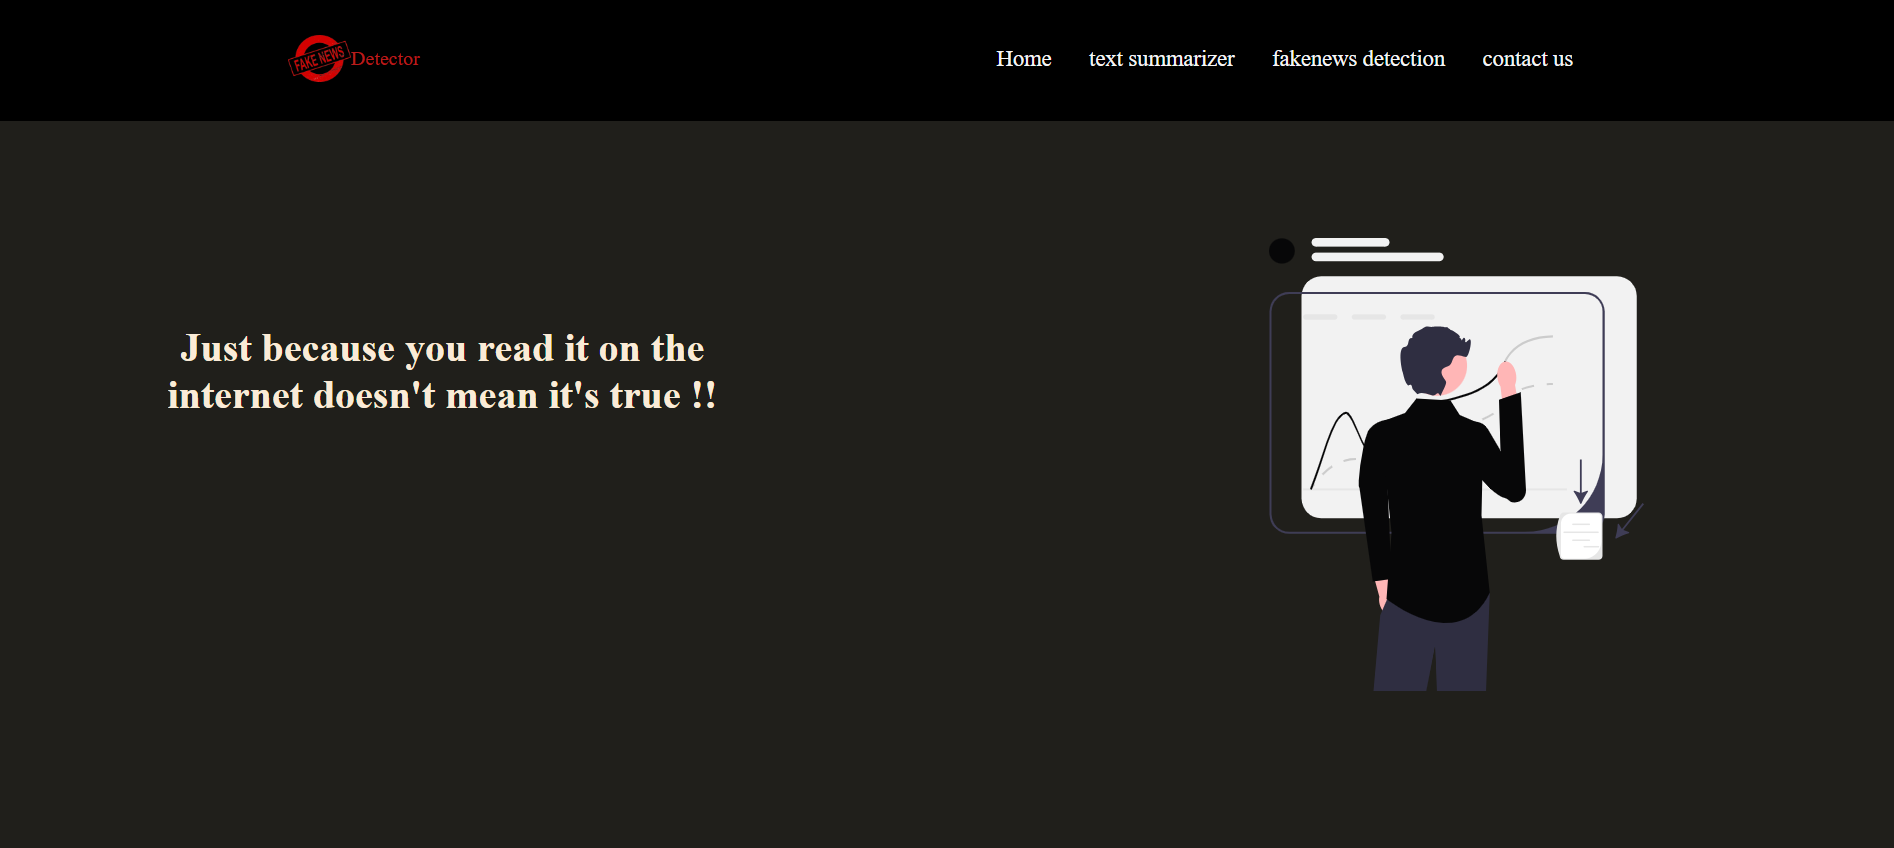 FAKE NEWS Detector
Home text summarizer fakenews detection contact us
Just because you read it on the
internet doesn't mean it's true !!